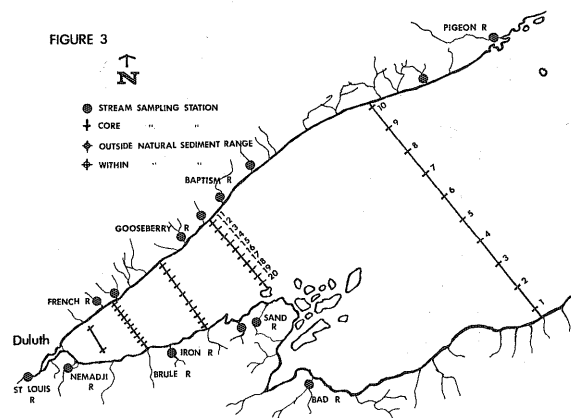 FIGURE 3
N
STREAM SAMPLING STATION
CORE " "
OUTSIDE NATURAL SEDIMENT RANGE
WITHIN " "
PIGEON R
BAPTISM R
GOOSEBERRY R
FRENCH R
Duluth
ST LOUIS R
NEMADJI R
BRULE R
IRON R
SAND R
BAD R
11
12
13
14
15
16
17
18
19
20
10
9
8
7
6
5
4
3
2
1